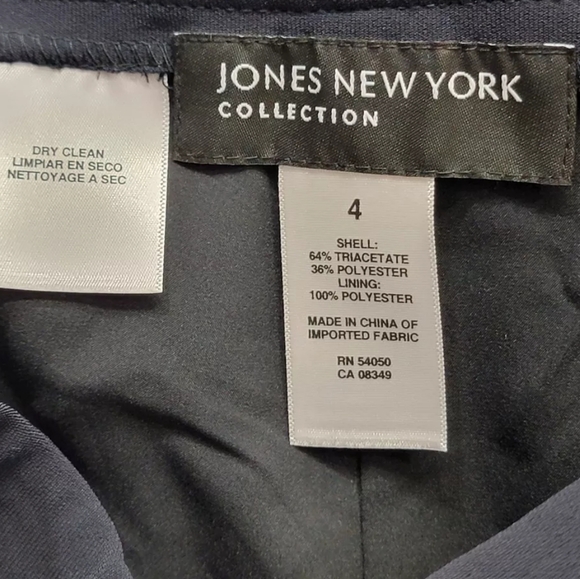 JONES NEW YORK
COLLECTION
DRY CLEAN
LIMPIAR EN SECO
NETTOYAGE A SEC
4
SHELL:
64% TRIACETATE
36% POLYESTER
LINING:
100% POLYESTER
MADE IN CHINA OF
IMPORTED FABRIC
RN 54050
CA 08349